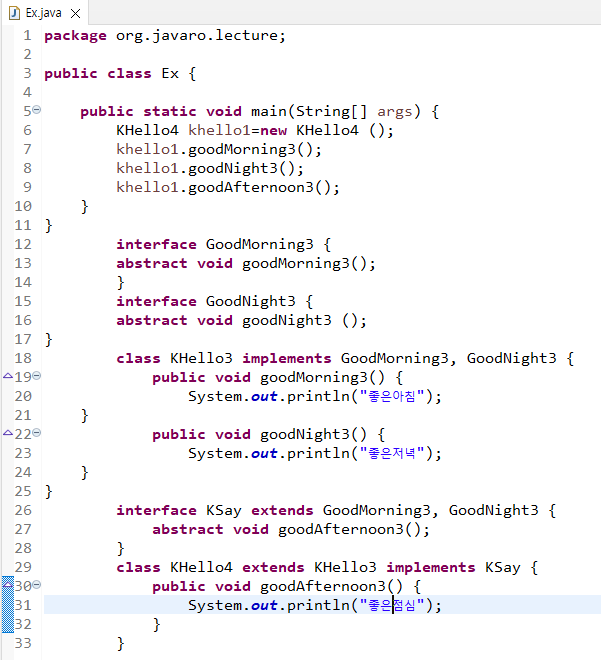 Ex.java
1 package org.javaro.lecture;
2
3 public class Ex {
4
5     public static void main(String[] args) {
6         KHello4 khello1=new KHello4 ();
7         khello1.goodMorning3();
8         khello1.goodNight3();
9         khello1.goodAfternoon3();
10     }
11 }
12         interface GoodMorning3 {
13         abstract void goodMorning3();
14         }
15         interface GoodNight3 {
16         abstract void goodNight3 ();
17 }
18         class KHello3 implements GoodMorning3, GoodNight3 {
19             public void goodMorning3() {
20                 System.out.println("좋은아침");
21     }
22             public void goodNight3() {
23                 System.out.println("좋은저녁");
24     }
25 }
26         interface KSay extends GoodMorning3, GoodNight3 {
27             abstract void goodAfternoon3();
28         }
29         class KHello4 extends KHello3 implements KSay {
30             public void goodAfternoon3() {
31                 System.out.println("좋은점심");
32             }
33         }